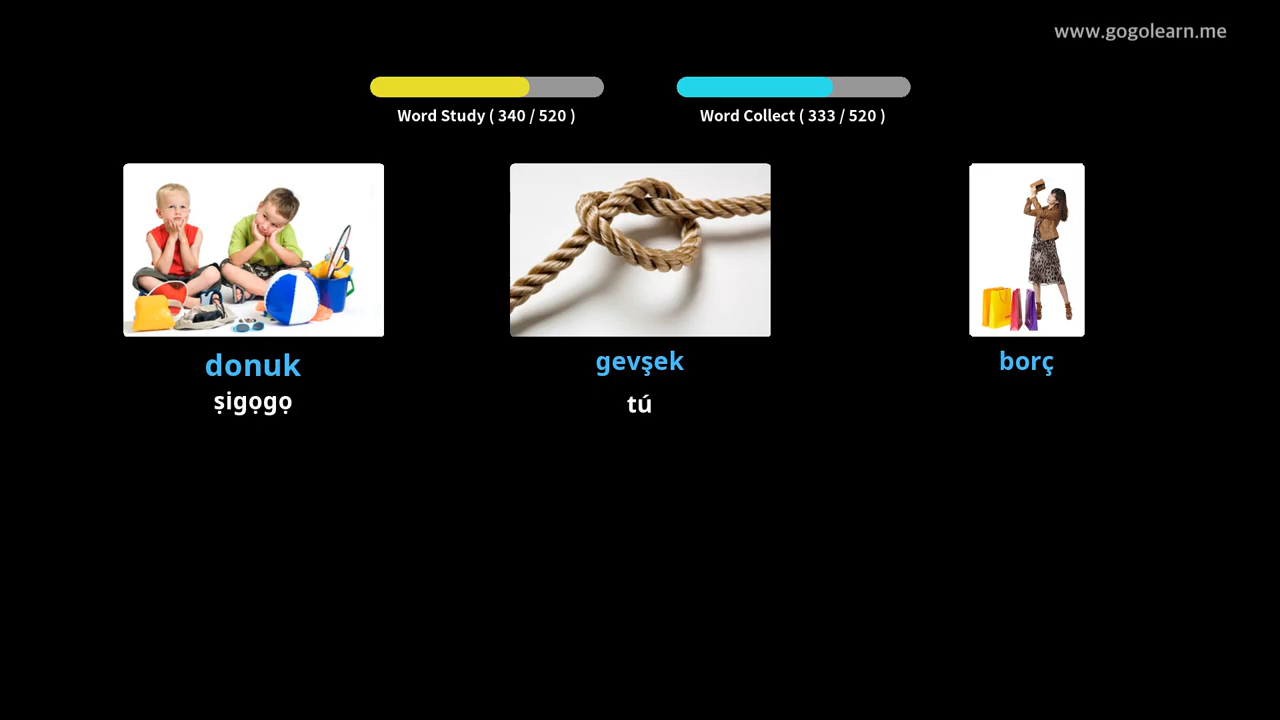 www.gogolearn.me
Word Study ( 340 / 520 )
Word Collect ( 333 / 520 )
donuk
ṣigọgọ
gevşek
tú
borç